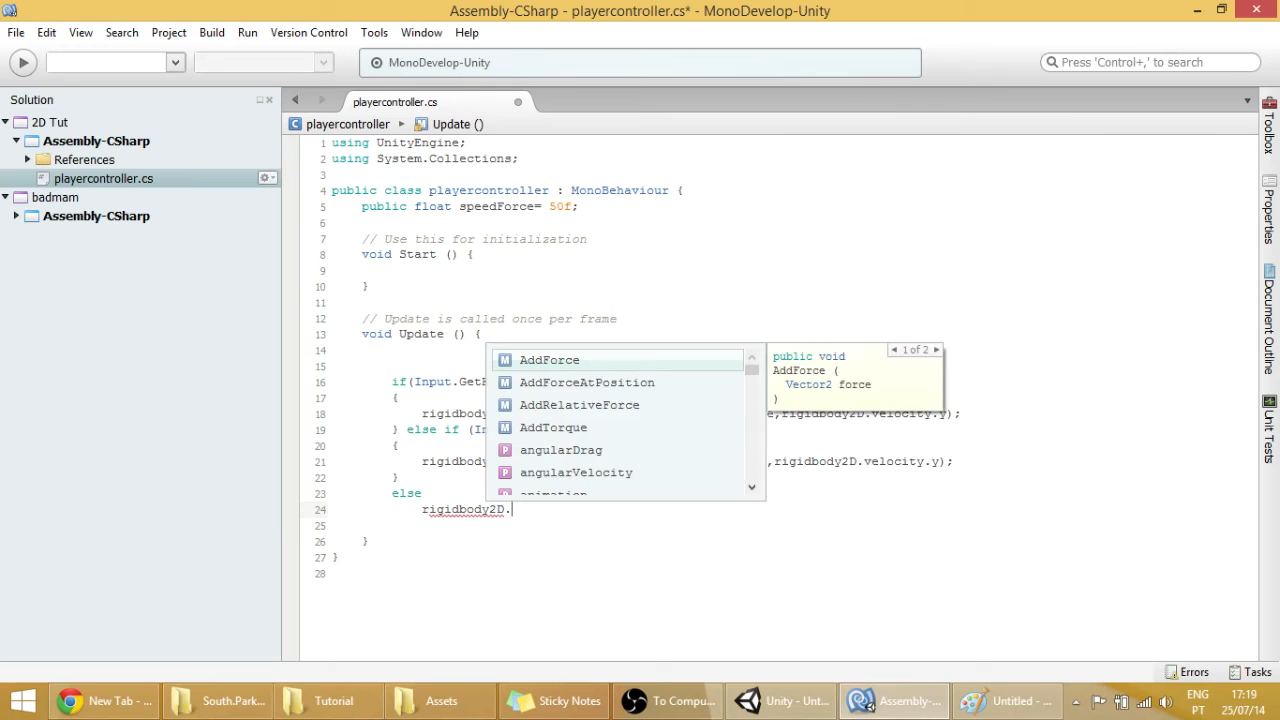 Assembly-CSharp - playercontroller.cs* - MonoDevelop-Unity
File Edit View Search Project Build Run Version Control Tools Window Help
MonoDevelop-Unity
Press 'Control+,' to search
Solution
2D Tut
Assembly-CSharp
References
playercontroller.cs
badmam
Assembly-CSharp
playercontroller.cs
playercontroller Update ()
1 using UnityEngine;
2 using System.Collections;
3
4 public class playercontroller : MonoBehaviour {
5 public float speedForce= 50f;
6
7 // Use this for initialization
8 void Start () {
9
10 }
11
12 // Update is called once per frame
13 void Update () {
14
15
16 if(Input.Get
17 {
18 rigidbody e,rigidbody2D.velocity.y);
19 } else if (In
20 {
21 rigidbody ,rigidbody2D.velocity.y);
22 }
23 else
24 rigidbody2D.
25
26 }
27 }
28
AddForce
AddForceAtPosition
AddRelativeForce
AddTorque
angularDrag
angularVelocity
animation
1 of 2
public void
AddForce (
Vector2 force
)
Toolbox
Properties
Document Outline
Unit Tests
Errors Tasks
New Tab - ... South.Park... Tutorial Assets Sticky Notes To Compu... Unity - Unt... Assembly-... Untitled - ...
ENG
PT
17:19
25/07/14